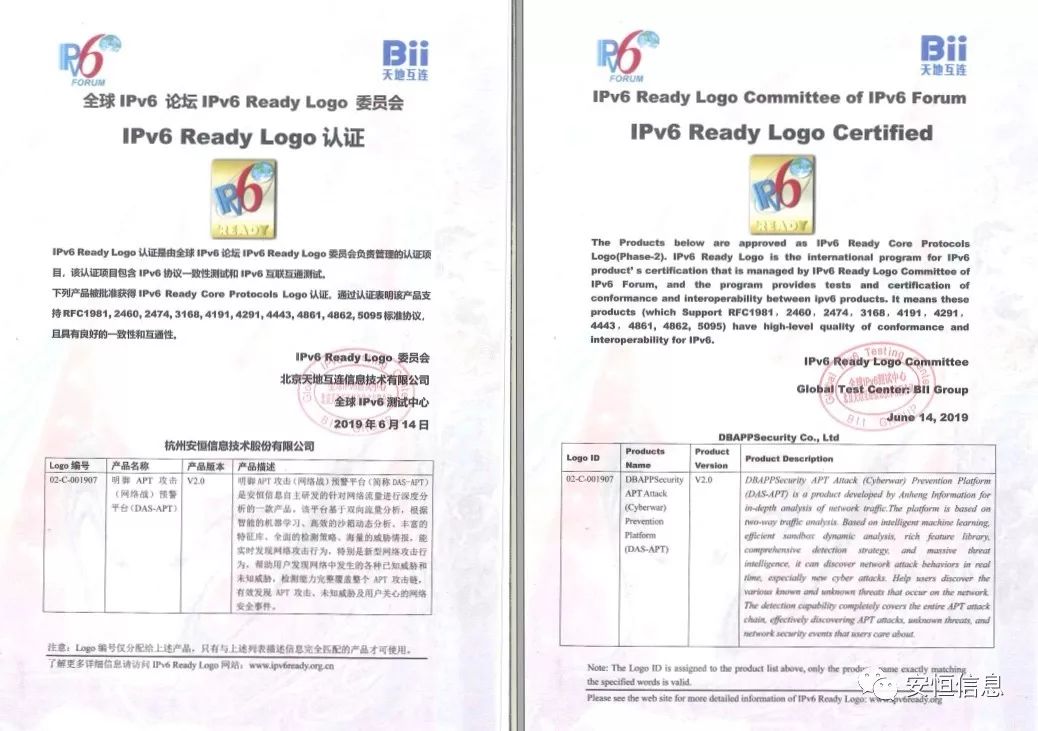 IPv6
FORUM
Bii
天地互连
全球 IPv6 论坛 IPv6 Ready Logo 委员会
IPv6 Ready Logo 认证
IPv6
READY
IPv6 Ready Logo 认证是由全球 IPv6 论坛 IPv6 Ready Logo 委员会负责管理的认证项
目，该认证项目包含 IPv6 协议一致性测试和 IPv6 互联互通测试。
下列产品被批准获得 IPv6 Ready Core Protocols Logo 认证。通过认证表明该产品支
持 RFC1981, 2460, 2474, 3168, 4191, 4291, 4443, 4861, 4862, 5095 标准协议，
且具有良好的一致性和互通性。
IPv6 Ready Logo 委员会
北京天地互连信息技术有限公司
全球 IPv6 测试中心
2019 年 6 月 14 日
杭州安恒信息技术股份有限公司
Logo 编号 产品名称 产品版本 产品描述
02-C-001907 明御 APT 攻击 V2.0 明御 APT 攻击（网络战）预警平台（简称 DAS-APT）
（网络战）预警 是安恒信息自主研发的针对网络流量进行深度分
平台（DAS-APT） 析的一款产品。该平台基于双向流量分析，根据
智能的机器学习、高效的沙箱动态分析、丰富的
特征库、全面的检测策略、海量的威胁情报，能
实时发现网络攻击行为，特别是新型网络攻击行
为，帮助用户发现网络中发生的各种已知威胁和
未知威胁，检测能力完整覆盖整个 APT 攻击链，
有效发现 APT 攻击、未知威胁及用户关心的网络
安全事件。
注意：Logo 编号仅分配给上述产品，只有与上述列表描述信息完全匹配的产品才可使用。
了解更多详细信息请访问 IPv6 Ready Logo 网站：www.ipv6ready.org.cn
IPv6
FORUM
Bii
天地互连
IPv6 Ready Logo Committee of IPv6 Forum
IPv6 Ready Logo Certified
IPv6
READY
The Products below are approved as IPv6 Ready Core Protocols
Logo(Phase-2). IPv6 Ready Logo is the international program for IPv6
product' s certification that is managed by IPv6 Ready Logo Committee of
IPv6 Forum, and the program provides tests and certification of
conformance and interoperability between ipv6 products. It means these
products (which Support RFC1981, 2460, 2474, 3168, 4191, 4291,
4443, 4861, 4862, 5095) have high-level quality of conformance and
interoperability for IPv6.
IPv6 Ready Logo Committee
Global Test Center: BII Group
June 14, 2019
DBAPPSecurity Co., Ltd
Logo ID Products Name Product Version Product Description
02-C-001907 DBAPPSecurity V2.0 DBAPPSecurity APT Attack (Cyberwar) Prevention Platform
APT Attack (DAS-APT) is a product developed by Anheng Information for
(Cyberwar) in-depth analysis of network traffic.The platform is based on
Prevention two-way traffic analysis. Based on intelligent machine learning,
Platform efficient sandbox dynamic analysis, rich feature library,
(DAS-APT) comprehensive detection strategy, and massive threat
intelligence, it can discover network attack behaviors in real
time, especially new cyber attacks. Help users discover the
various known and unknown threats that occur on the network.
The detection capability completely covers the entire APT attack
chain, effectively discovering APT attacks, unknown threats, and
network security events that users care about.
Note: The Logo ID is assigned to the product list above, only the name exactly matching
the specified words is valid.
Please see the web site for more detailed information of IPv6 Ready Logo: www.ipv6ready.org
安恒信息